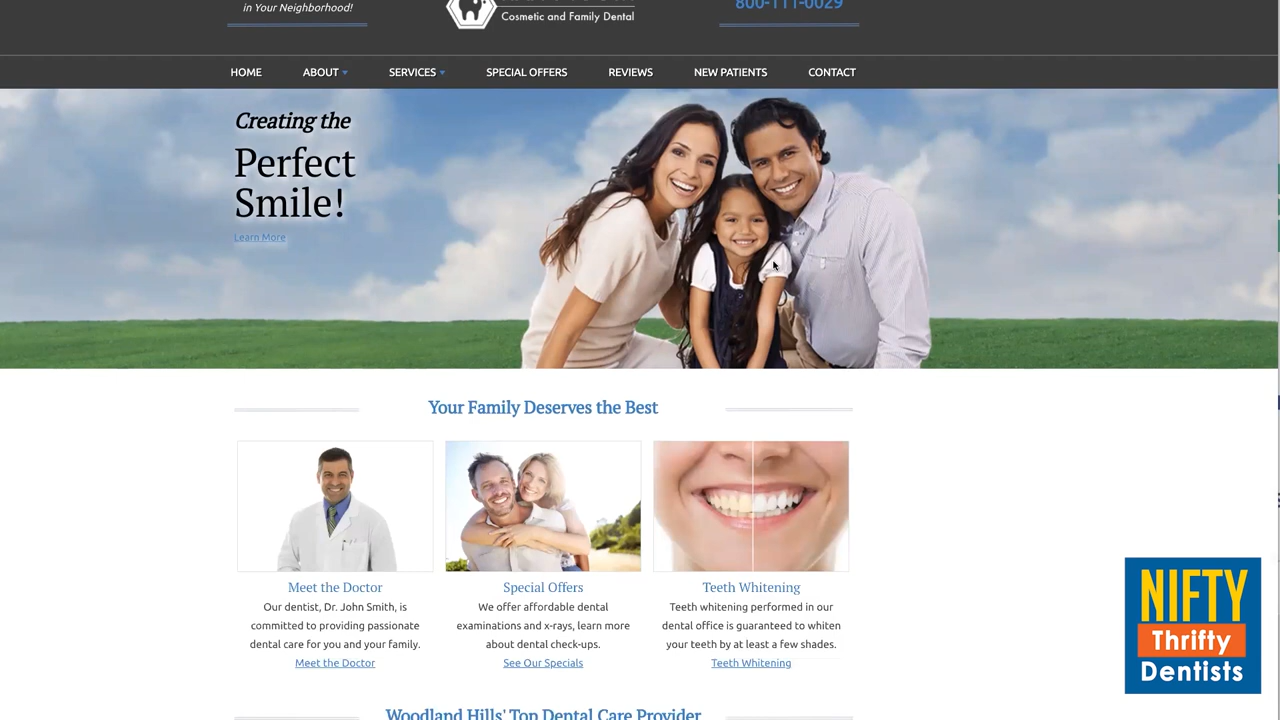 in Your Neighborhood!
Cosmetic and Family Dental
800-111-0029
HOME ABOUT SERVICES SPECIAL OFFERS REVIEWS NEW PATIENTS CONTACT
Creating the
Perfect
Smile!
Learn More
Your Family Deserves the Best
Meet the Doctor
Our dentist, Dr. John Smith, is
committed to providing passionate
dental care for you and your family.
Meet the Doctor
Special Offers
We offer affordable dental
examinations and x-rays, learn more
about dental check-ups.
See Our Specials
Teeth Whitening
Teeth whitening performed in our
dental office is guaranteed to whiten
your teeth by at least a few shades.
Teeth Whitening
NIFTY
Thrifty
Dentists
Woodland Hills' Top Dental Care Provider